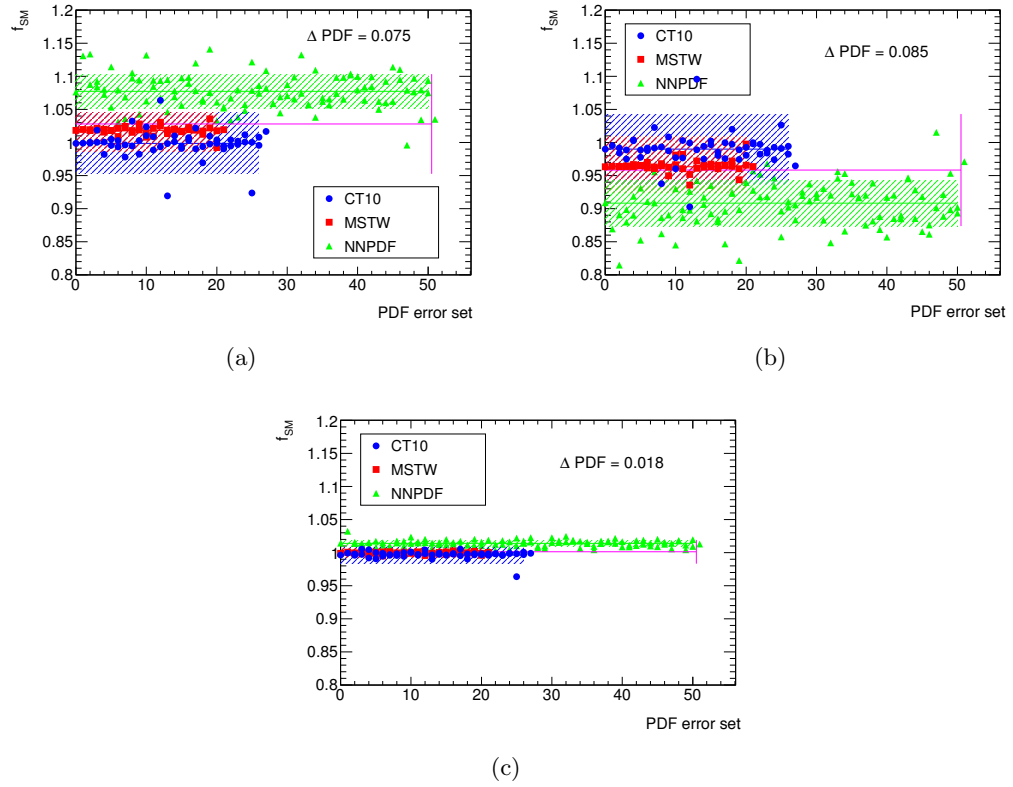 f_SM
1.2
1.15
1.1
1.05
1
0.95
0.9
0.85
0.8
Δ PDF = 0.075
CT10
MSTW
NNPDF
0 10 20 30 40 50
PDF error set
(a)
f_SM
1.2
1.15
1.1
1.05
1
0.95
0.9
0.85
0.8
CT10
MSTW
NNPDF
Δ PDF = 0.085
0 10 20 30 40 50
PDF error set
(b)
f_SM
1.2
1.15
1.1
1.05
1
0.95
0.9
0.85
0.8
CT10
MSTW
NNPDF
Δ PDF = 0.018
0 10 20 30 40 50
PDF error set
(c)